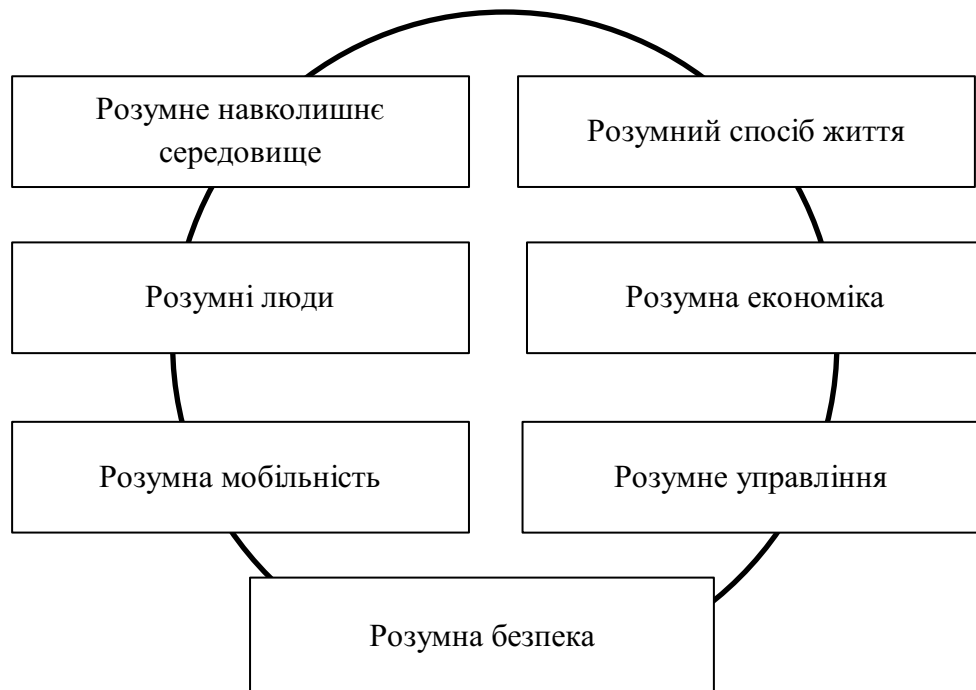 Розумне навколишнє
середовище
Розумний спосіб життя
Розумні люди
Розумна економіка
Розумна мобільність
Розумне управління
Розумна безпека